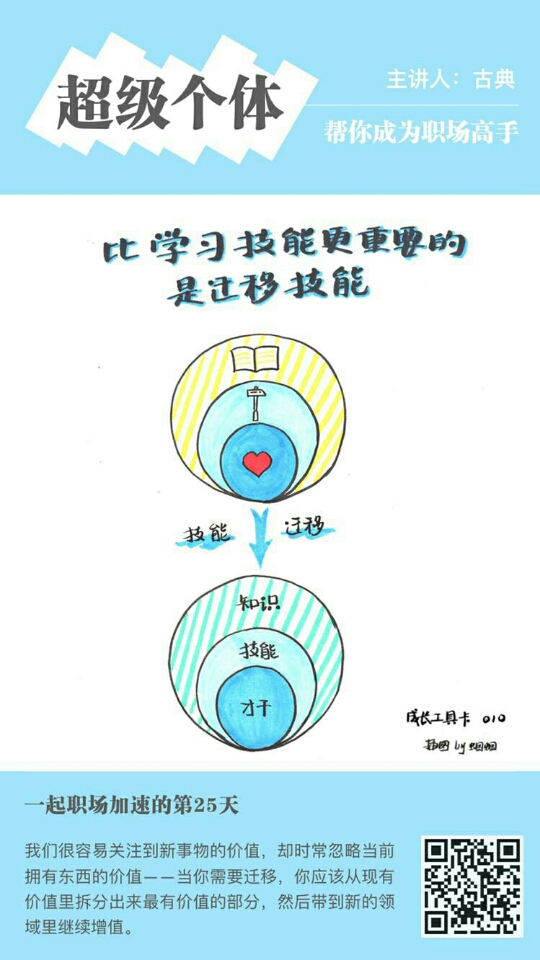 超级个体
主讲人：古典
帮你成为职场高手
比学习技能更重要的
是迁移技能
技能 迁移
知识
技能
才干
成长工具卡 010
插图 by 烟烟
一起职场加速的第25天
我们很容易关注到新事物的价值，却时常忽略当前
拥有东西的价值——当你需要迁移，你应该从现有
价值里拆分出来最有价值的部分，然后带到新的领
域里继续增值。